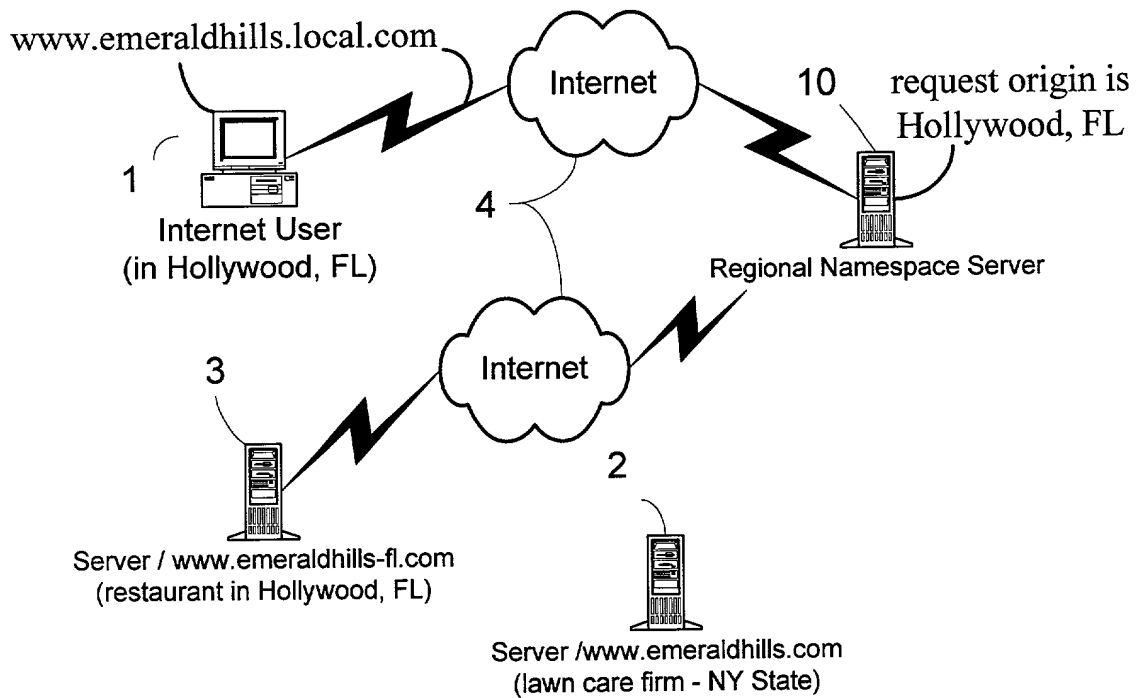 www.emeraldhills.local.com
Internet
10
request origin is
Hollywood, FL
1
Internet User
(in Hollywood, FL)
4
Regional Namespace Server
Internet
3
2
Server / www.emeraldhills-fl.com
(restaurant in Hollywood, FL)
Server /www.emeraldhills.com
(lawn care firm - NY State)